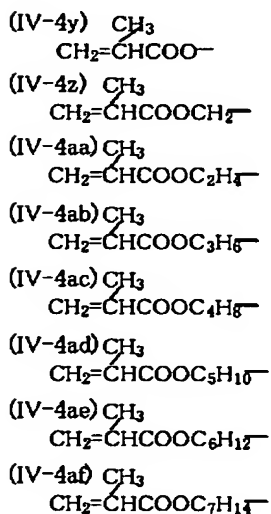 (IV-4y) CH₃
CH₂=CHCOO—
(IV-4z) CH₃
CH₂=CHCOOCH₂—
(IV-4aa) CH₃
CH₂=CHCOOC₂H₄—
(IV-4ab) CH₃
CH₂=CHCOOC₃H₆—
(IV-4ac) CH₃
CH₂=CHCOOC₄H₈—
(IV-4ad) CH₃
CH₂=CHCOOC₅H₁₀—
(IV-4ae) CH₃
CH₂=CHCOOC₆H₁₂—
(IV-4af) CH₃
CH₂=CHCOOC₇H₁₄—